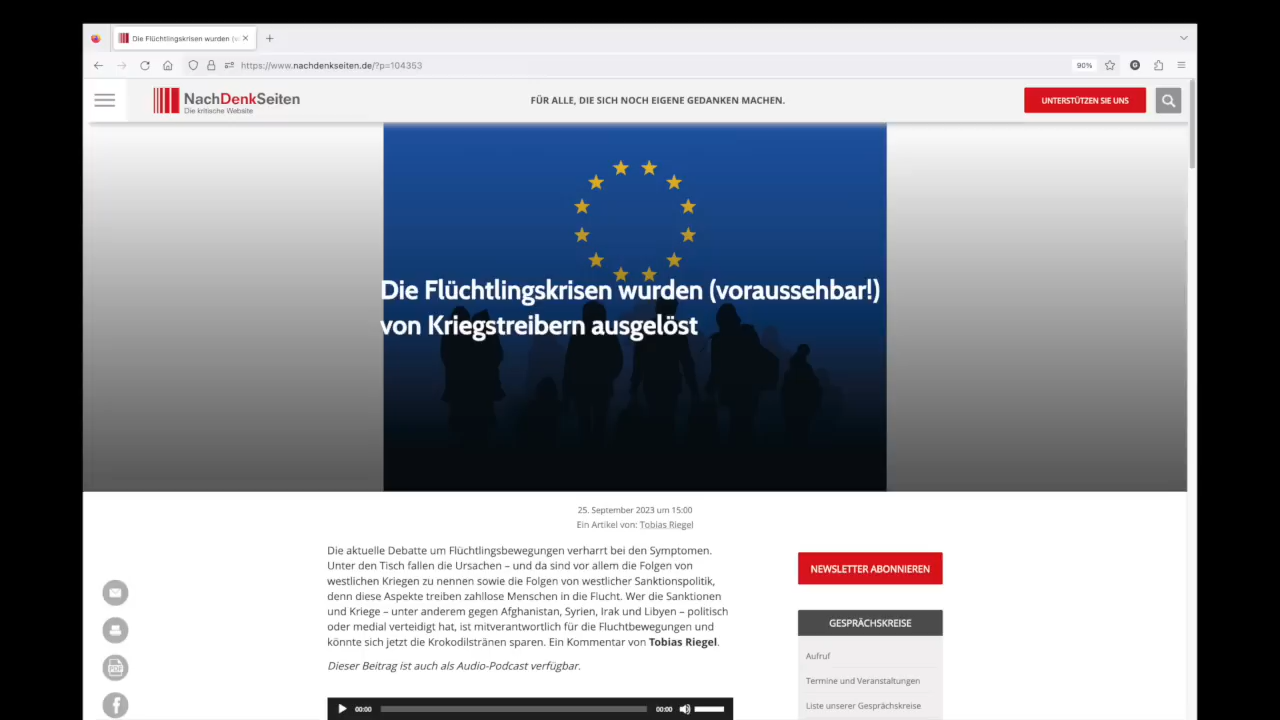 Die Flüchtlingskrisen wurden (v
https://www.nachdenkseiten.de/?p=104353
90%
NachDenkSeiten
Die kritische Website
FÜR ALLE, DIE SICH NOCH EIGENE GEDANKEN MACHEN.
UNTERSTÜTZEN SIE UNS
Die Flüchtlingskrisen wurden (voraussehbar!)
von Kriegstreibern ausgelöst
25. September 2023 um 15:00
Ein Artikel von: Tobias Riegel
Die aktuelle Debatte um Flüchtlingsbewegungen verharrt bei den Symptomen.
Unter den Tisch fallen die Ursachen – und da sind vor allem die Folgen von
westlichen Kriegen zu nennen sowie die Folgen von westlicher Sanktionspolitik,
denn diese Aspekte treiben zahllose Menschen in die Flucht. Wer die Sanktionen
und Kriege – unter anderem gegen Afghanistan, Syrien, Irak und Libyen – politisch
oder medial verteidigt hat, ist mitverantwortlich für die Fluchtbewegungen und
könnte sich jetzt die Krokodilstränen sparen. Ein Kommentar von Tobias Riegel.
Dieser Beitrag ist auch als Audio-Podcast verfügbar.
00:00
00:00
NEWSLETTER ABONNIEREN
GESPRÄCHSKREISE
Aufruf
Termine und Veranstaltungen
Liste unserer Gesprächskreise
PDF